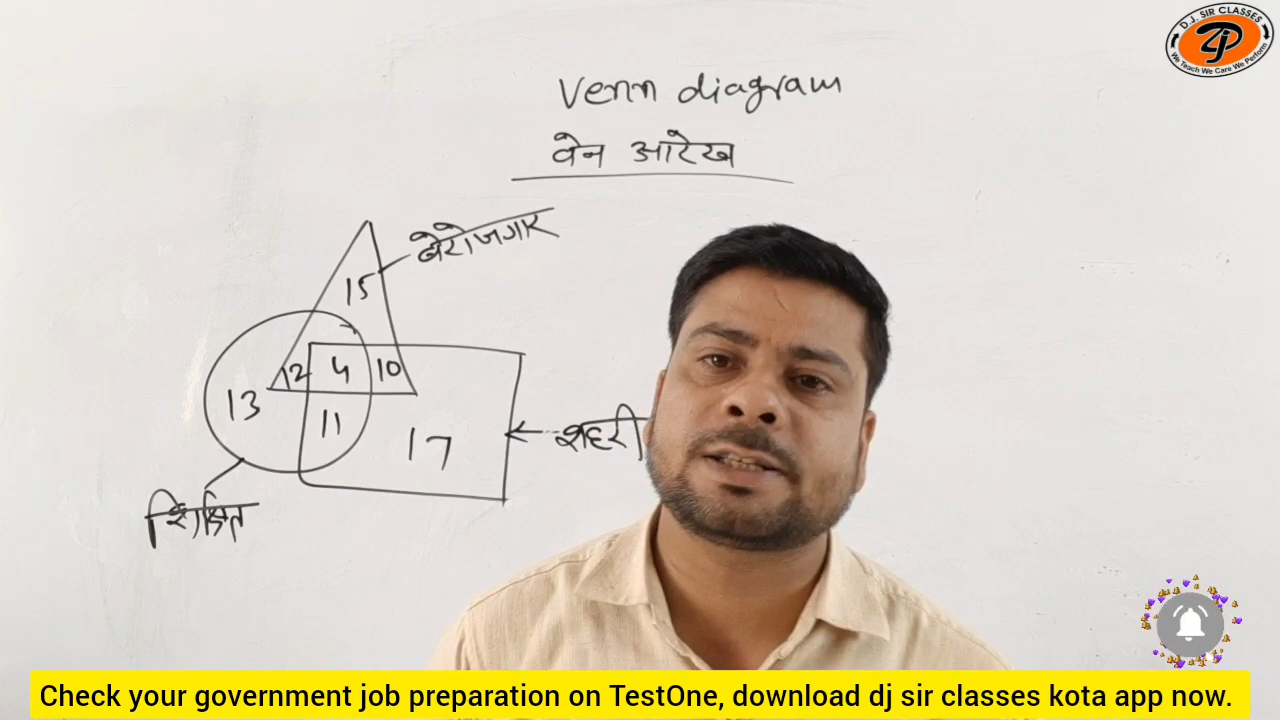 D.J. SIR CLASSES
We Teach We Care We Perform
Venn diagram
वेन आरेख
बेरोजगार
15
12 4 10
13
11
17
शहरी
शिक्षित
Check your government job preparation on TestOne, download dj sir classes kota app now.